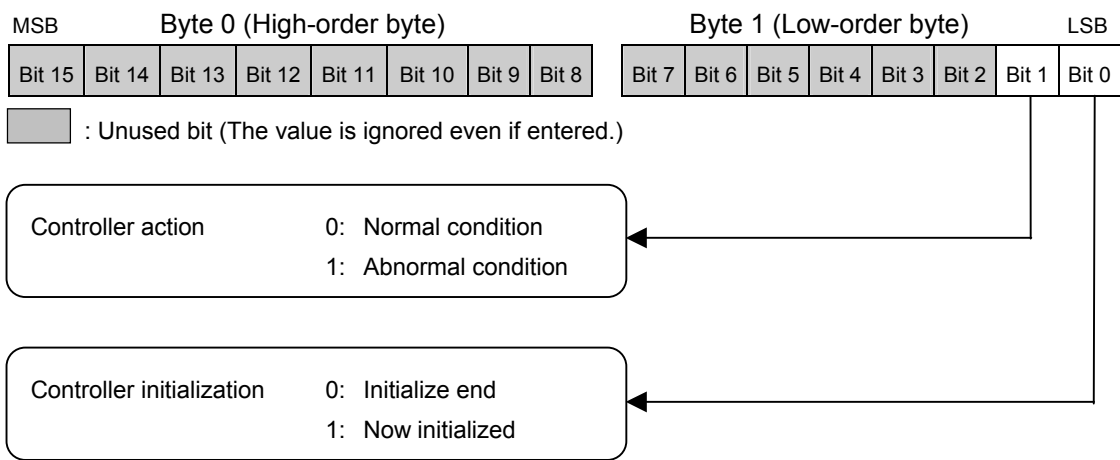 MSB Byte 0 (High-order byte) Byte 1 (Low-order byte) LSB
Bit 15 Bit 14 Bit 13 Bit 12 Bit 11 Bit 10 Bit 9 Bit 8 Bit 7 Bit 6 Bit 5 Bit 4 Bit 3 Bit 2 Bit 1 Bit 0
: Unused bit (The value is ignored even if entered.)
Controller action 0: Normal condition
1: Abnormal condition
Controller initialization 0: Initialize end
1: Now initialized